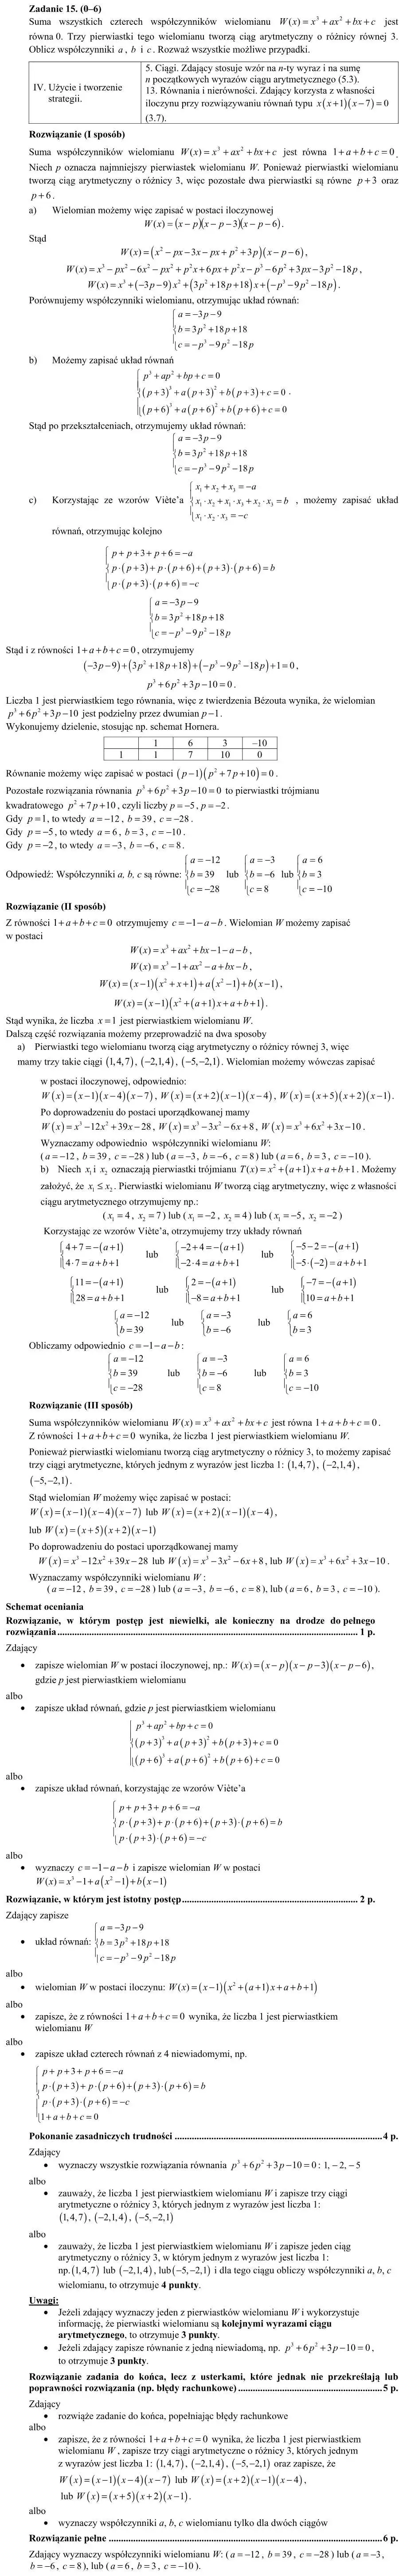 Zadanie 15. (0–6)
Suma wszystkich czterech współczynników wielomianu W(x) = x³ + ax² + bx + c jest
równa 0. Trzy pierwiastki tego wielomianu tworzą ciąg arytmetyczny o różnicy równej 3.
Oblicz współczynniki a, b i c. Rozważ wszystkie możliwe przypadki.
IV. Użycie i tworzenie strategii.
5. Ciągi. Zdający stosuje wzór na n-ty wyraz i na sumę
n początkowych wyrazów ciągu arytmetycznego (5.3).
13. Równania i nierówności. Zdający korzysta z własności
iloczynu przy rozwiązywaniu równań typu x(x+1)(x−7) = 0
(3.7).
Rozwiązanie (I sposób)
Suma współczynników wielomianu W(x) = x³ + ax² + bx + c jest równa 1+a+b+c = 0.
Niech p oznacza najmniejszy pierwiastek wielomianu W. Ponieważ pierwiastki wielomianu
tworzą ciąg arytmetyczny o różnicy 3, więc pozostałe dwa pierwiastki są równe p+3 oraz
p+6.
a) Wielomian możemy więc zapisać w postaci iloczynowej
W(x) = (x−p)(x−p−3)(x−p−6).
Stąd
W(x) = (x² − px − 3x − px + p² + 3p)(x−p−6),
W(x) = x³ − px² − 6x² − px² + p²x + 6px + p²x − p³ − 6p² + 3px − 3p² − 18p,
W(x) = x³ + (−3p−9)x² + (3p²+18p+18)x + (−p³−9p²−18p).
Porównujemy współczynniki wielomianu, otrzymując układ równań:
a = −3p−9
b = 3p²+18p+18
c = −p³−9p²−18p
b) Możemy zapisać układ równań
p³ + ap² + bp + c = 0
(p+3)³ + a(p+3)² + b(p+3) + c = 0 .
(p+6)³ + a(p+6)² + b(p+6) + c = 0
Stąd po przekształceniach, otrzymujemy układ równań:
a = −3p−9
b = 3p²+18p+18
c = −p³−9p²−18p
c) Korzystając ze wzorów Viète'a { x₁+x₂+x₃ = −a
x₁·x₂+x₁·x₃+x₂·x₃ = b , możemy zapisać układ
x₁·x₂·x₃ = −c
równań, otrzymując kolejno
p+p+3+p+6 = −a
p·(p+3)+p·(p+6)+(p+3)·(p+6) = b
p·(p+3)·(p+6) = −c
a = −3p−9
b = 3p²+18p+18
c = −p³−9p²−18p
Stąd i z równości 1+a+b+c = 0, otrzymujemy
(−3p−9)+(3p²+18p+18)+(−p³−9p²−18p)+1 = 0,
p³+6p²+3p−10 = 0.
Liczba 1 jest pierwiastkiem tego równania, więc z twierdzenia Bézouta wynika, że wielomian
p³+6p²+3p−10 jest podzielny przez dwumian p−1.
Wykonujemy dzielenie, stosując np. schemat Hornera.
1 6 3 −10
1 1 7 10 0
Równanie możemy więc zapisać w postaci (p−1)(p²+7p+10) = 0.
Pozostałe rozwiązania równania p³+6p²+3p−10 = 0 to pierwiastki trójmianu
kwadratowego p²+7p+10, czyli liczby p = −5, p = −2.
Gdy p = 1, to wtedy a = −12, b = 39, c = −28.
Gdy p = −5, to wtedy a = 6, b = 3, c = −10.
Gdy p = −2, to wtedy a = −3, b = −6, c = 8.
Odpowiedź: Współczynniki a, b, c są równe: { a = −12, b = 39, c = −28 lub { a = −3, b = −6, c = 8 lub { a = 6, b = 3, c = −10
Rozwiązanie (II sposób)
Z równości 1+a+b+c = 0 otrzymujemy c = −1−a−b. Wielomian W możemy zapisać
w postaci
W(x) = x³ + ax² + bx − a − b,
W(x) = x³ − 1 + ax² − a + bx − b,
W(x) = (x−1)(x²+x+1) + a(x²−1) + b(x−1),
W(x) = (x−1)(x²+(a+1)x+a+b+1).
Stąd wynika, że liczba x = 1 jest pierwiastkiem wielomianu W.
Dalszą część rozwiązania możemy przeprowadzić na dwa sposoby
a) Pierwiastki tego wielomianu tworzą ciąg arytmetyczny o różnicy równej 3, więc
mamy trzy takie ciągi (1,4,7), (−2,1,4), (−5,−2,1). Wielomian możemy wówczas zapisać
w postaci iloczynowej, odpowiednio:
W(x) = (x−1)(x−4)(x−7), W(x) = (x+2)(x−1)(x−4), W(x) = (x+5)(x+2)(x−1).
Po doprowadzeniu do postaci uporządkowanej mamy
W(x) = x³−12x²+39x−28, W(x) = x³−3x²−6x+8, W(x) = x³+6x²+3x−10.
Wyznaczamy odpowiednio współczynniki wielomianu W:
(a = −12, b = 39, c = −28) lub (a = −3, b = −6, c = 8) lub (a = 6, b = 3, c = −10).
b) Niech x₁ i x₂ oznaczają pierwiastki trójmianu T(x) = x²+(a+1)x+a+b+1. Możemy
założyć, że x₁ ≤ x₂. Pierwiastki wielomianu W tworzą ciąg arytmetyczny, więc z własności
ciągu arytmetycznego otrzymujemy np.:
(x₁ = 4, x₂ = 7) lub (x₁ = −2, x₂ = 4) lub (x₁ = −5, x₂ = −2)
Korzystając ze wzorów Viète'a, otrzymujemy trzy układy równań
{ 4+7 = −(a+1), 4·7 = a+b+1 lub { −2+4 = −(a+1), −2·4 = a+b+1 lub { −5−2 = −(a+1), −5·(−2) = a+b+1
{ 11 = −(a+1), 28 = a+b+1 lub { 2 = −(a+1), −8 = a+b+1 lub { −7 = −(a+1), 10 = a+b+1
{ a = −12, b = 39 lub { a = −3, b = −6 lub { a = 6, b = 3
Obliczamy odpowiednio c = −1−a−b:
{ a = −12, b = 39, c = −28 lub { a = −3, b = −6, c = 8 lub { a = 6, b = 3, c = −10
Rozwiązanie (III sposób)
Suma współczynników wielomianu W(x) = x³ + ax² + bx + c jest równa 1+a+b+c = 0.
Z równości 1+a+b+c = 0 wynika, że liczba 1 jest pierwiastkiem wielomianu W.
Ponieważ pierwiastki wielomianu tworzą ciąg arytmetyczny o różnicy 3, to możemy zapisać
trzy ciągi arytmetyczne, których jednym z wyrazów jest liczba 1: (1,4,7), (−2,1,4),
(−5,−2,1).
Stąd wielomian W możemy więc zapisać w postaci:
W(x) = (x−1)(x−4)(x−7) lub W(x) = (x+2)(x−1)(x−4),
lub W(x) = (x+5)(x+2)(x−1)
Po doprowadzeniu do postaci uporządkowanej mamy
W(x) = x³−12x²+39x−28 lub W(x) = x³−3x²−6x+8, lub W(x) = x³+6x²+3x−10.
Wyznaczamy współczynniki wielomianu W:
(a = −12, b = 39, c = −28) lub (a = −3, b = −6, c = 8), lub (a = 6, b = 3, c = −10).
Schemat oceniania
Rozwiązanie, w którym postęp jest niewielki, ale konieczny na drodze do pełnego
rozwiązania ........ 1 p.
Zdający
• zapisze wielomian W w postaci iloczynowej, np.: W(x) = (x−p)(x−p−3)(x−p−6),
gdzie p jest pierwiastkiem wielomianu
albo
• zapisze układ równań, gdzie p jest pierwiastkiem wielomianu
p³ + ap² + bp + c = 0
(p+3)³ + a(p+3)² + b(p+3) + c = 0
(p+6)³ + a(p+6)² + b(p+6) + c = 0
albo
• zapisze układ równań, korzystając ze wzorów Viète'a
p+p+3+p+6 = −a
p·(p+3)+p·(p+6)+(p+3)·(p+6) = b
p·(p+3)·(p+6) = −c
albo
• wyznaczy c = −1−a−b i zapisze wielomian W w postaci
W(x) = x³−1+a(x²−1)+b(x−1)
Rozwiązanie, w którym jest istotny postęp ........ 2 p.
Zdający zapisze
• układ równań: { a = −3p−9
b = 3p²+18p+18
c = −p³−9p²−18p
albo
• wielomian W w postaci iloczynu: W(x) = (x−1)(x²+(a+1)x+a+b+1)
albo
• zapisze, że z równości 1+a+b+c = 0 wynika, że liczba 1 jest pierwiastkiem
wielomianu W
albo
• zapisze układ czterech równań z 4 niewiadomymi, np.
p+p+3+p+6 = −a
p·(p+3)+p·(p+6)+(p+3)·(p+6) = b
p·(p+3)·(p+6) = −c
1+a+b+c = 0
Pokonanie zasadniczych trudności ........ 4 p.
Zdający
• wyznaczy wszystkie rozwiązania równania p³+6p²+3p−10 = 0: 1, −2, −5
albo
• zauważy, że liczba 1 jest pierwiastkiem wielomianu W i zapisze trzy ciągi
arytmetyczne o różnicy 3, których jednym z wyrazów jest liczba 1:
(1,4,7), (−2,1,4), (−5,−2,1)
albo
• zauważy, że liczba 1 jest pierwiastkiem wielomianu W i zapisze jeden ciąg
arytmetyczny o różnicy 3, w którym jednym z wyrazów jest liczba 1:
np. (1,4,7) lub (−2,1,4), lub (−5,−2,1) i dla tego ciągu obliczy współczynniki a, b, c
wielomianu, to otrzymuje 4 punkty.
Uwagi:
• Jeżeli zdający wyznaczy jeden z pierwiastków wielomianu W i wykorzystuje
informację, że pierwiastki wielomianu są kolejnymi wyrazami ciągu
arytmetycznego, to otrzymuje 3 punkty.
• Jeżeli zdający zapisze równanie z jedną niewiadomą, np. p³+6p²+3p−10 = 0,
to otrzymuje 3 punkty.
Rozwiązanie zadania do końca, lecz z usterkami, które jednak nie przekreślają lub
poprawności rozwiązania (np. błędy rachunkowe) ........ 5 p.
Zdający
• rozwiąże zadanie do końca, popełniając błędy rachunkowe
albo
• zapisze, że z równości 1+a+b+c = 0 wynika, że liczba 1 jest pierwiastkiem
wielomianu W, zapisze trzy ciągi arytmetyczne o różnicy 3, których jednym
z wyrazów jest liczba 1: (1,4,7), (−2,1,4), (−5,−2,1) oraz zapisze, że
W(x) = (x−1)(x−4)(x−7) lub W(x) = (x+2)(x−1)(x−4),
lub W(x) = (x+5)(x+2)(x−1).
albo
• wyznaczy współczynniki a, b, c wielomianu tylko dla dwóch ciągów
Rozwiązanie pełne ........ 6 p.
Zdający wyznaczy współczynniki wielomianu W: (a = −12, b = 39, c = −28) lub (a = −3,
b = −6, c = 8), lub (a = 6, b = 3, c = −10).